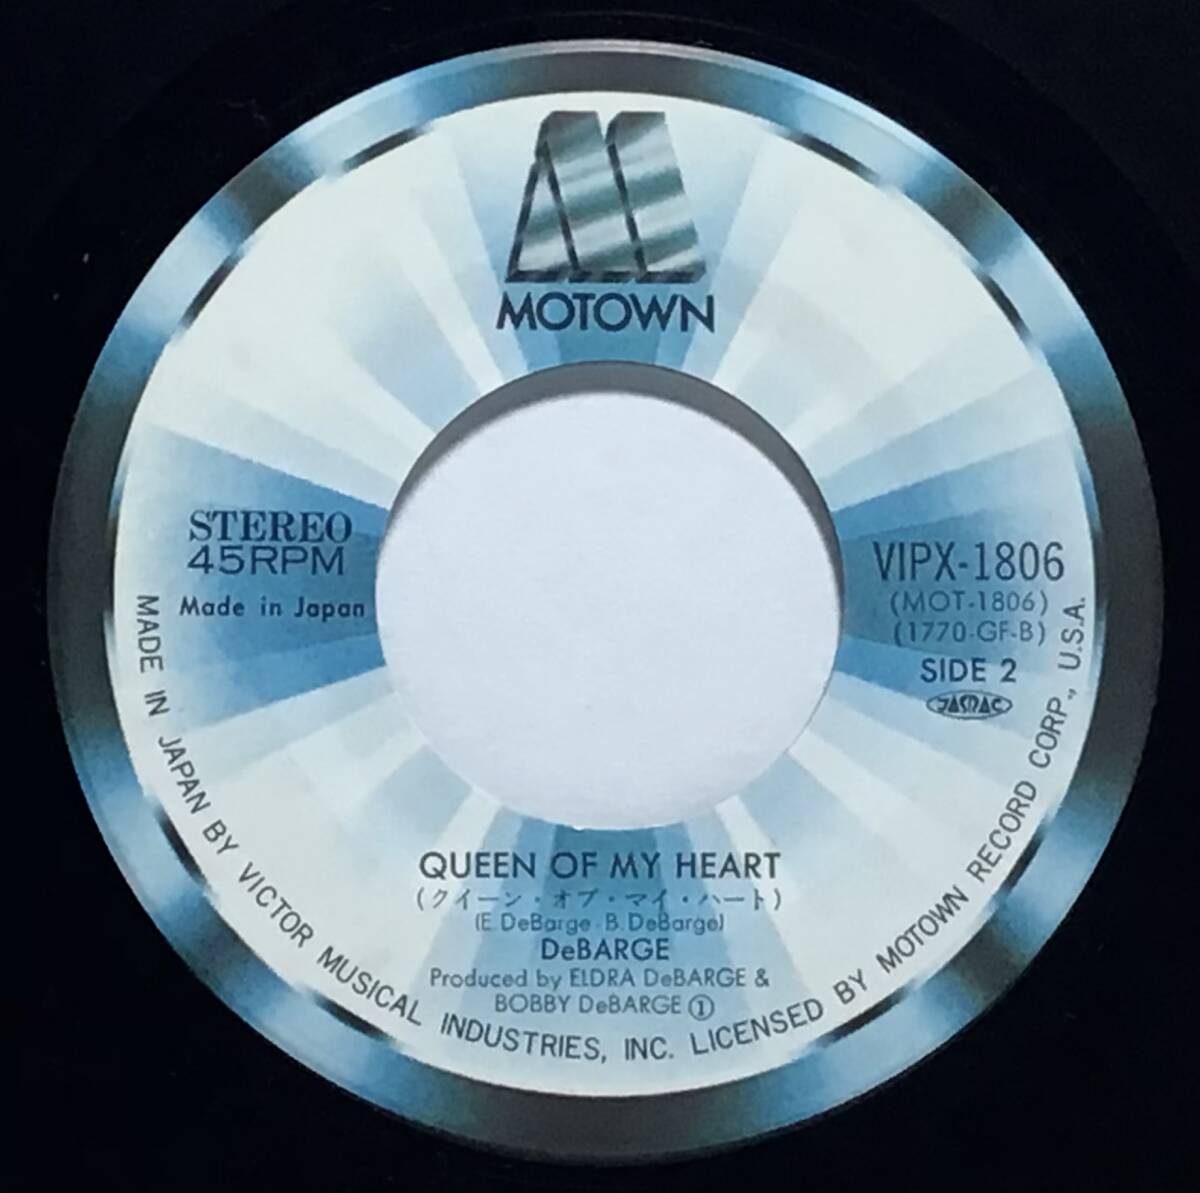 MOTOWN
STEREO
45RPM
Made in Japan
VIPX-1806
(MOT-1806)
(1770-GF-B)
SIDE 2
JASRAC
QUEEN OF MY HEART
(クイーン・オブ・マイ・ハート)
(E. DeBarge - B. DeBarge)
DeBARGE
Produced by ELDRA DeBARGE &
BOBBY DeBARGE ①
MADE IN JAPAN BY VICTOR MUSICAL INDUSTRIES, INC. LICENSED BY MOTOWN RECORD CORP., U.S.A.